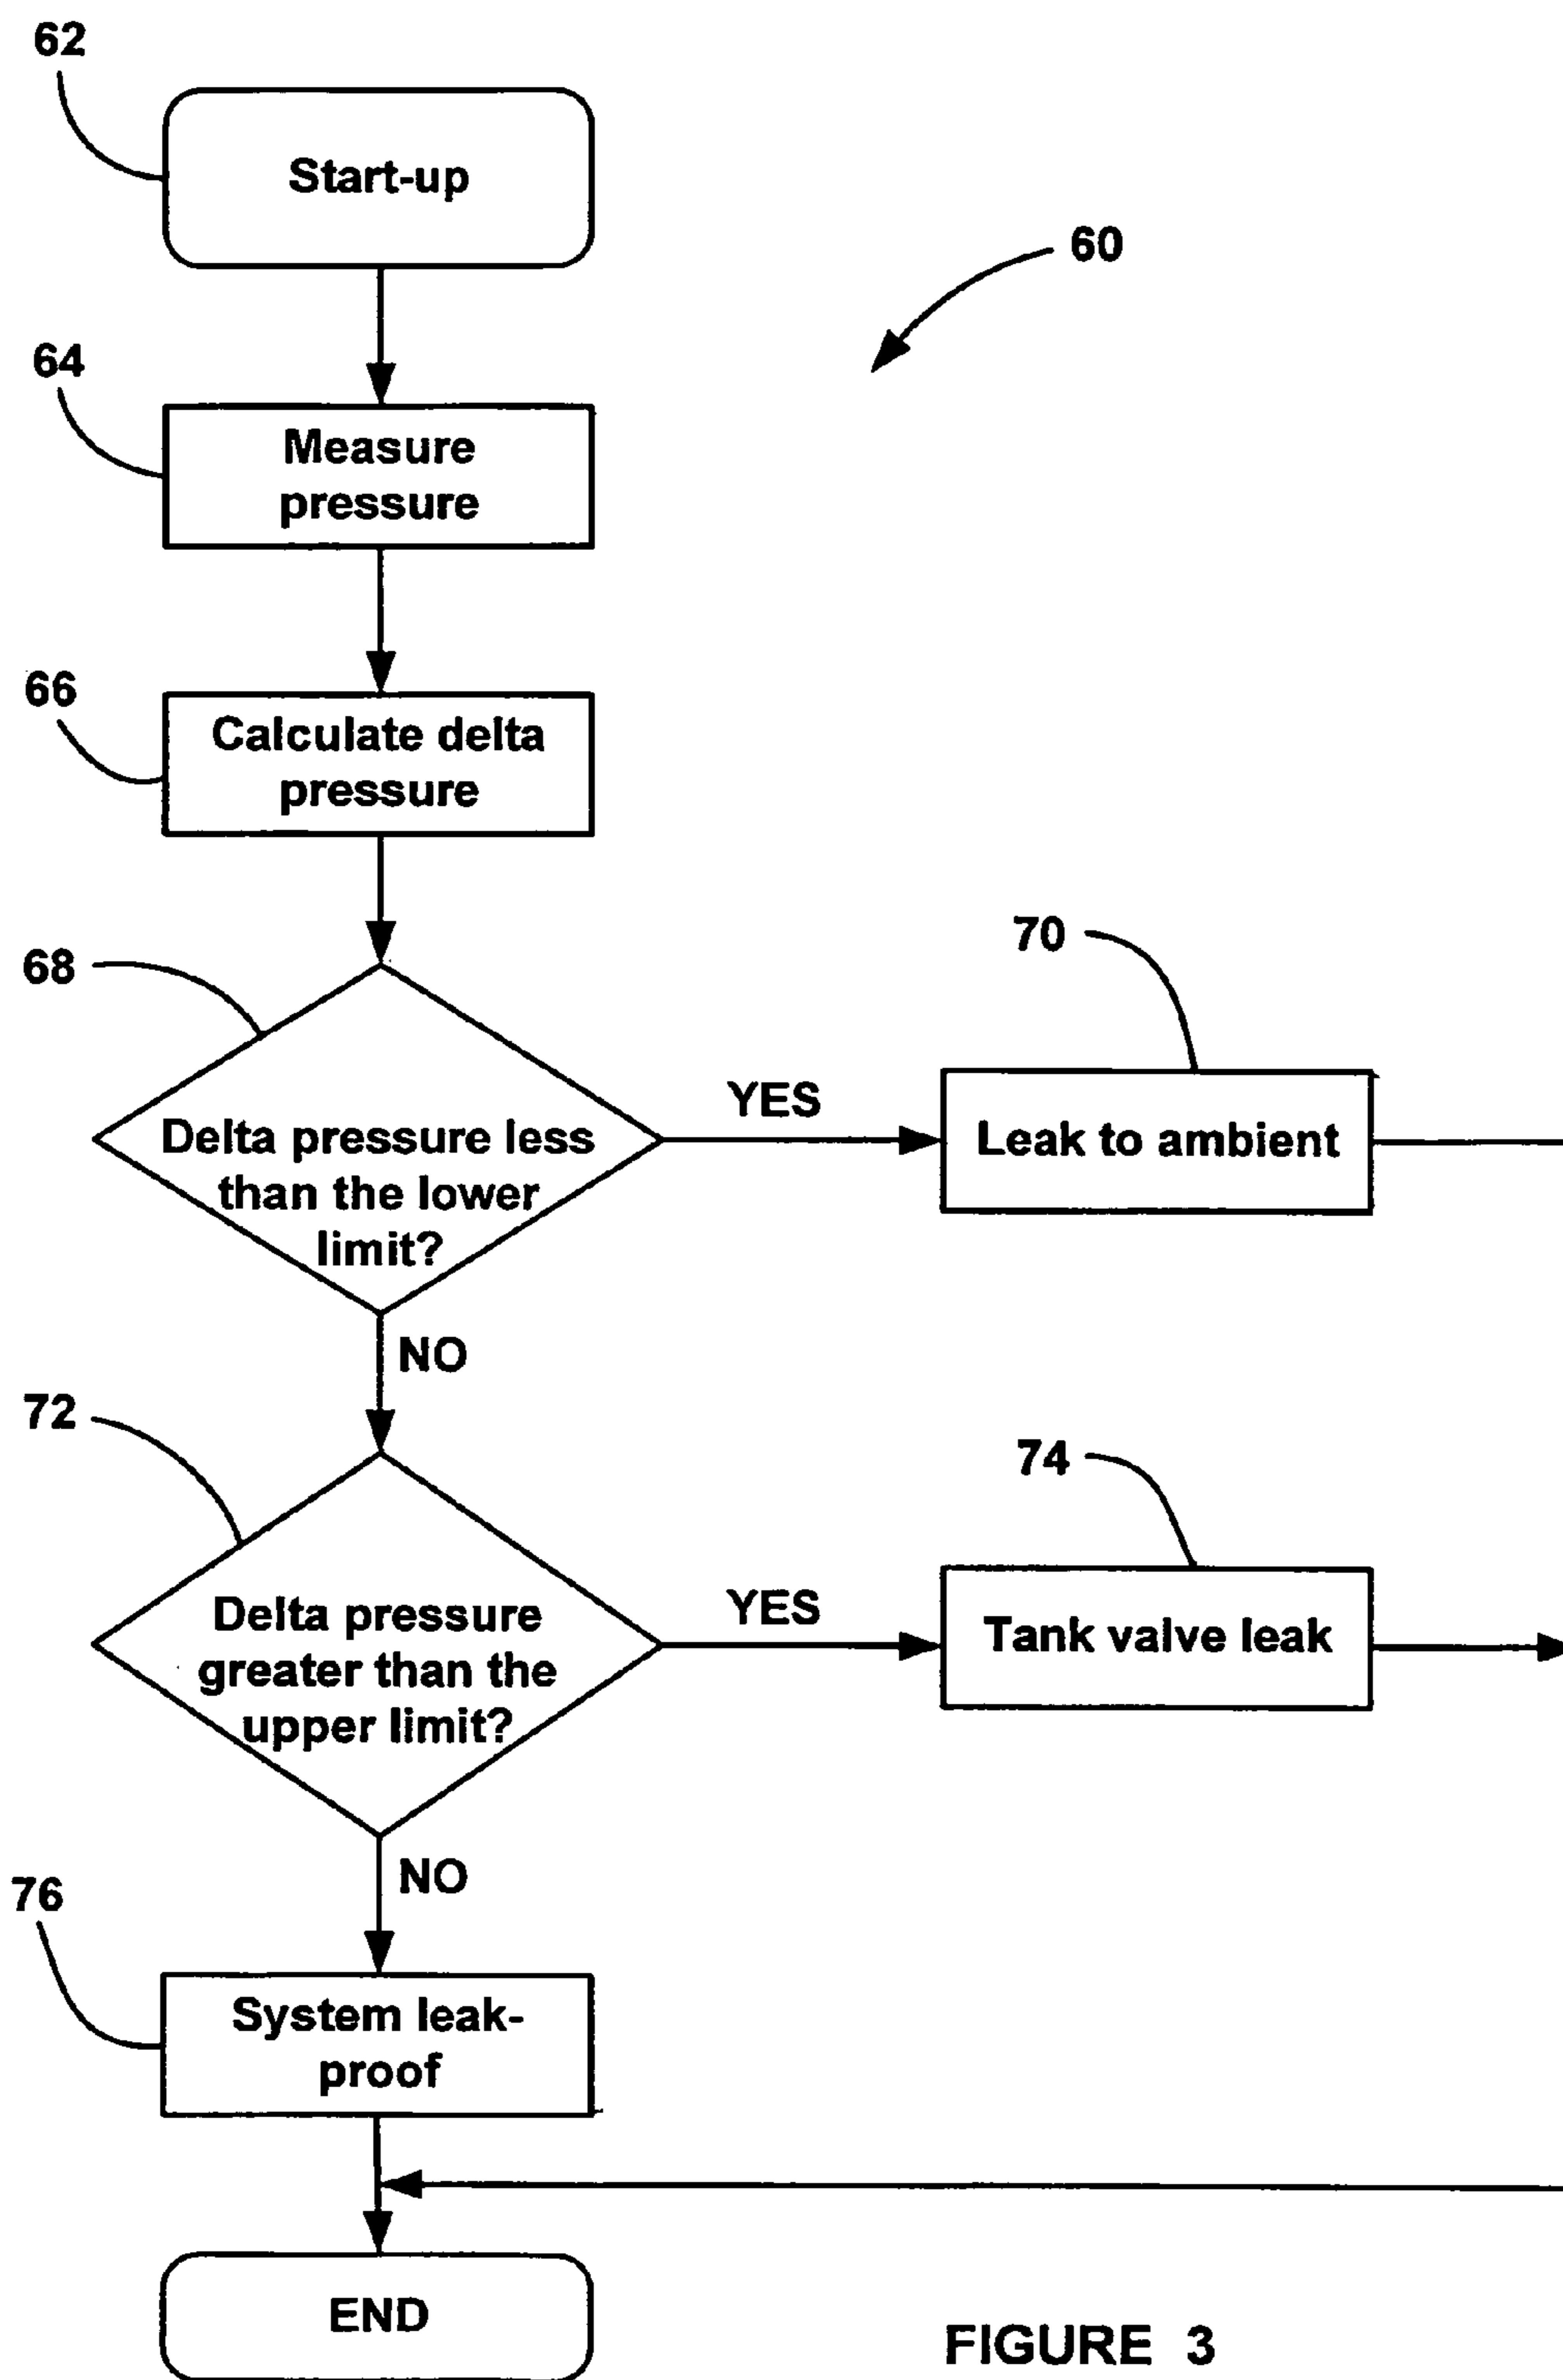 62
Start-up
60
64
Measure
pressure
66
Calculate delta
pressure
68
Delta pressure less
than the lower
limit?
YES
70
Leak to ambient
NO
72
Delta pressure
greater than the
upper limit?
YES
74
Tank valve leak
NO
76
System leak-
proof
END
FIGURE 3